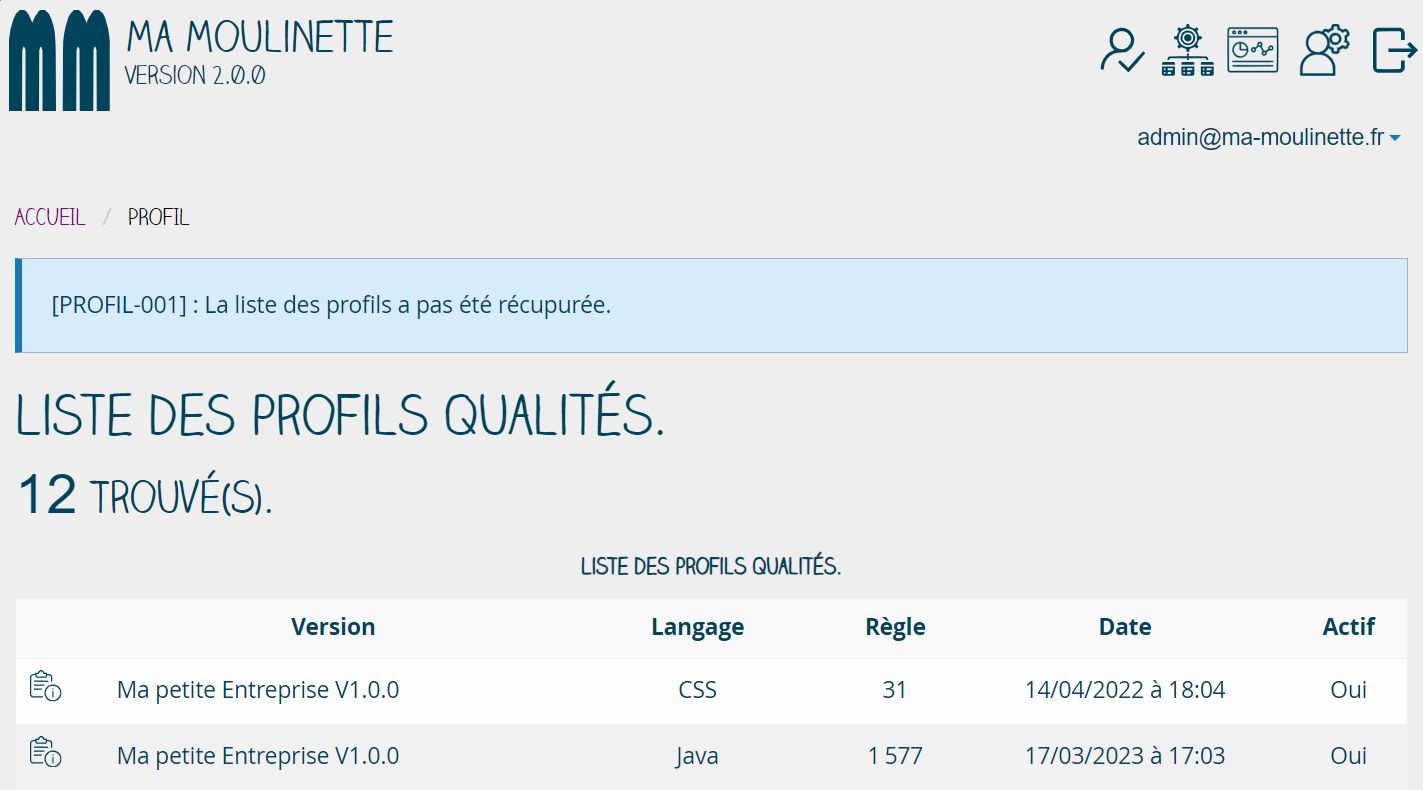 MA MOULINETTE
VERSION 2.0.0
admin@ma-moulinette.fr
ACCUEIL / PROFIL
[PROFIL-001] : La liste des profils a pas été récupurée.
LISTE DES PROFILS QUALITÉS.
12 TROUVÉ(S).
LISTE DES PROFILS QUALITÉS.
Version Langage Règle Date Actif
Ma petite Entreprise V1.0.0 CSS 31 14/04/2022 à 18:04 Oui
Ma petite Entreprise V1.0.0 Java 1 577 17/03/2023 à 17:03 Oui